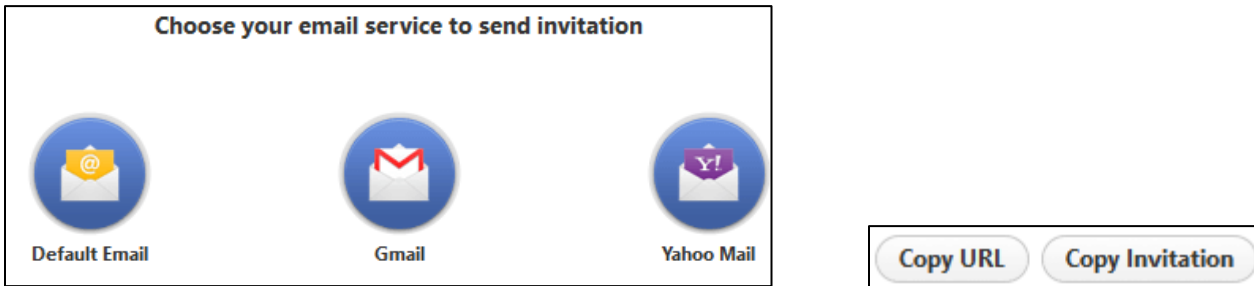 Choose your email service to send invitation
@
Y!
Default Email Gmail Yahoo Mail
Copy URL Copy Invitation